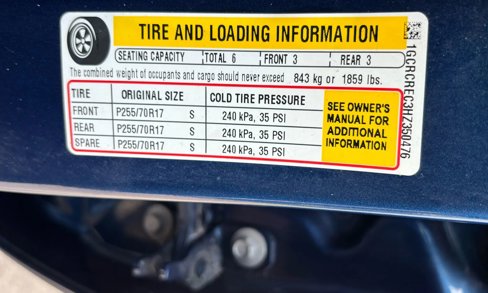 TIRE AND LOADING INFORMATION
SEATING CAPACITY TOTAL 6 FRONT 3 REAR 3
The combined weight of occupants and cargo should never exceed 843 kg or 1859 lbs.
TIRE ORIGINAL SIZE COLD TIRE PRESSURE
FRONT P255/70R17 S 240 kPa, 35 PSI
REAR P255/70R17 S 240 kPa, 35 PSI
SPARE P255/70R17 S 240 kPa, 35 PSI
SEE OWNER'S
MANUAL FOR
ADDITIONAL
INFORMATION
1GCRCREC3HZ350476